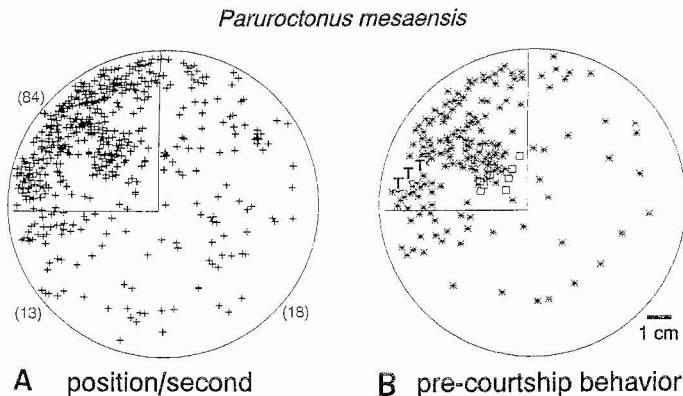 Paruroctonus mesaensis
(84)
(13)
(18)
T T T
1 cm
A position/second
B pre-courtship behavior